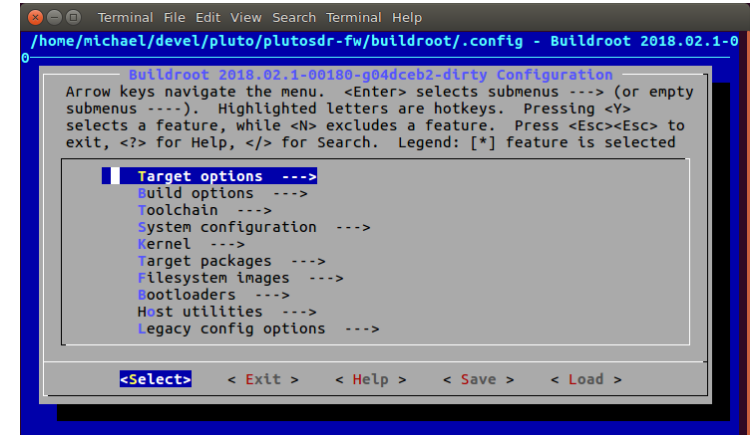 Terminal File Edit View Search Terminal Help
/home/michael/devel/pluto/plutosdr-fw/buildroot/.config - Buildroot 2018.02.1-0
0
Buildroot 2018.02.1-00180-g04dceb2-dirty Configuration
Arrow keys navigate the menu. <Enter> selects submenus ---> (or empty
submenus ----). Highlighted letters are hotkeys. Pressing <Y>
selects a feature, while <N> excludes a feature. Press <Esc><Esc> to
exit, <?> for Help, </> for Search. Legend: [*] feature is selected
Target options --->
Build options --->
Toolchain --->
System configuration --->
Kernel --->
Target packages --->
Filesystem images --->
Bootloaders --->
Host utilities --->
Legacy config options --->
<Select> < Exit > < Help > < Save > < Load >